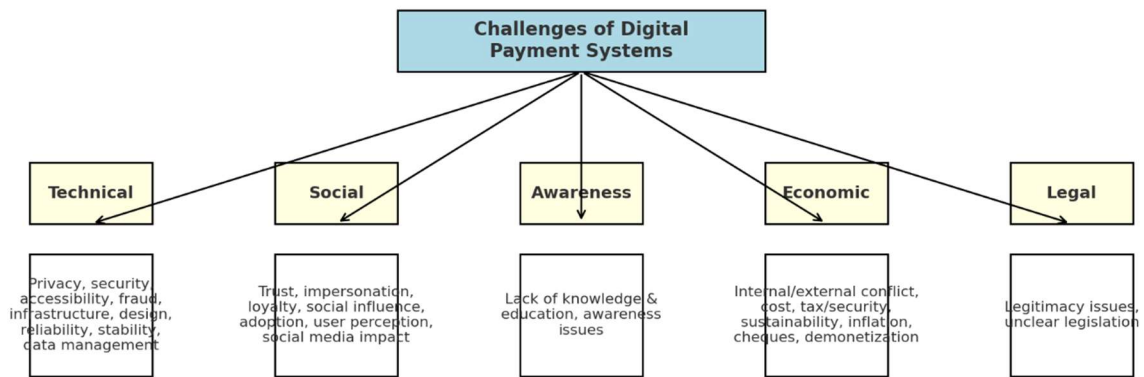 Challenges of Digital
Payment Systems
Technical
Social
Awareness
Economic
Legal
Privacy, security,
accessibility, fraud,
infrastructure, design,
reliability, stability,
data management
Trust, impersonation,
loyalty, social influence,
adoption, user perception,
social media impact
Lack of knowledge &
education, awareness
issues
Internal/external conflict,
cost, tax/security,
sustainability, inflation,
cheques, demonetization
Legitimacy issues,
unclear legislation